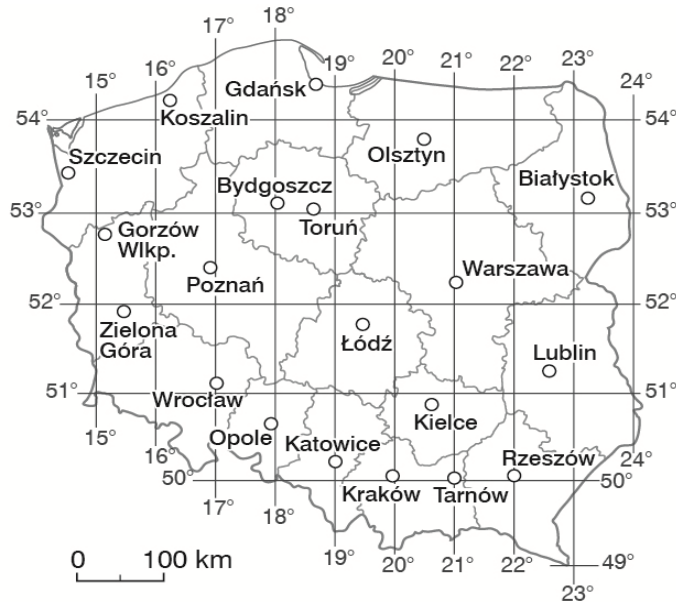 18°
17°
19° 20° 21° 22° 23°
16°
15°
24°
Gdańsk
Koszalin
54°
54°
Olsztyn
Szczecin
Białystok
Bydgoszcz
53°
53°
Toruń
Gorzów
Wlkp.
Warszawa
Poznań
52°
52°
Zielona
Góra
Łódź
Lublin
51°
51°
Wrocław
Kielce
15°
Opole
Katowice
Rzeszów
16°
24°
50°
50°
Kraków
Tarnów
17°
18°
19° 20° 21° 22°
49°
0 100 km
23°